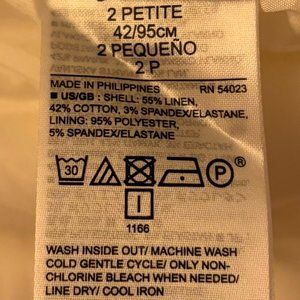 2 PETITE
42/95CM
2 PEQUEÑO
2 P
MADE IN PHILIPPINES RN 54023
■ US/GB : SHELL: 55% LINEN,
42% COTTON, 3% SPANDEX/ELASTANE,
LINING: 95% POLYESTER,
5% SPANDEX/ELASTANE
30 P ®
I
1166
WASH INSIDE OUT/ MACHINE WASH
COLD GENTLE CYCLE/ ONLY NON-
CHLORINE BLEACH WHEN NEEDED/
LINE DRY/ COOL IRON